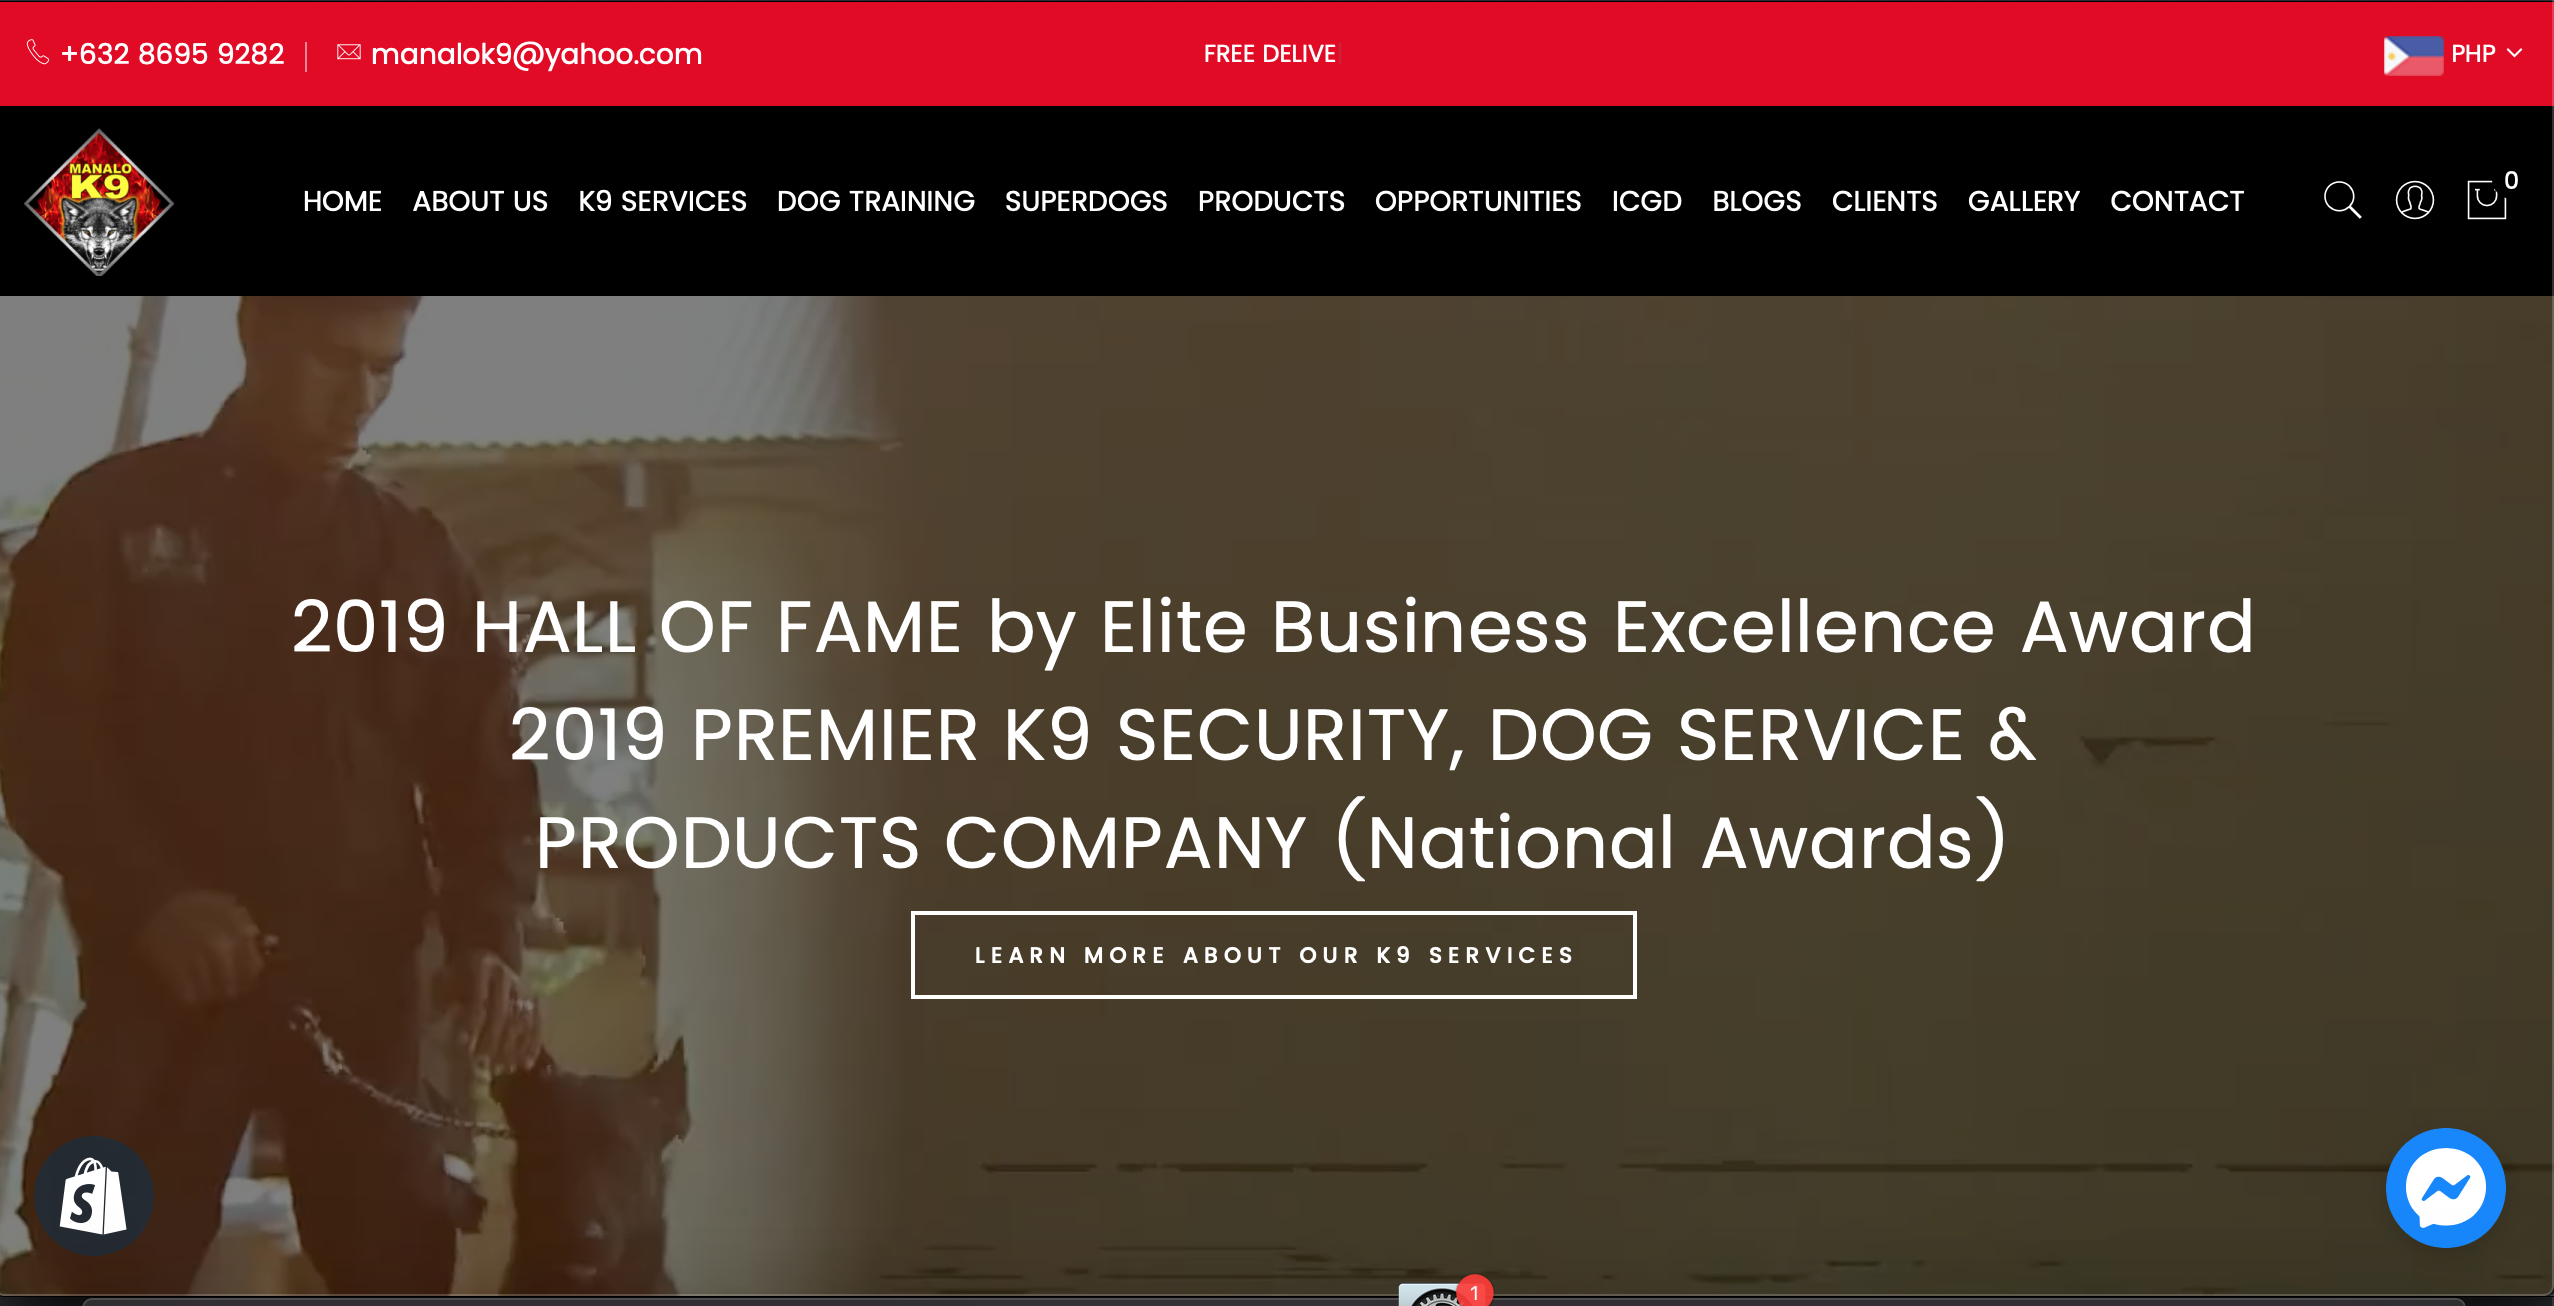 +632 8695 9282 manalok9@yahoo.com FREE DELIVE PHP
MANALO
K9
HOME ABOUT US K9 SERVICES DOG TRAINING SUPERDOGS PRODUCTS OPPORTUNITIES ICGD BLOGS CLIENTS GALLERY CONTACT 0
2019 HALL OF FAME by Elite Business Excellence Award
2019 PREMIER K9 SECURITY, DOG SERVICE &
PRODUCTS COMPANY (National Awards)
LEARN MORE ABOUT OUR K9 SERVICES
S
1